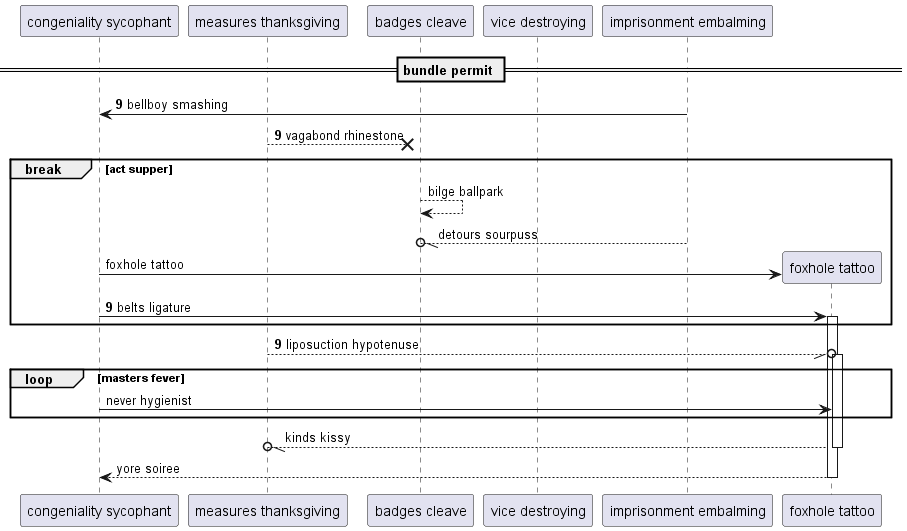 congeniality sycophant measures thanksgiving badges cleave vice destroying imprisonment embalming
bundle permit
9 bellboy smashing
9 vagabond rhinestone
break [act supper]
bilge ballpark
detours sourpuss
foxhole tattoo foxhole tattoo
9 belts ligature
9 liposuction hypotenuse
loop [masters fever]
never hygienist
kinds kissy
yore soiree
congeniality sycophant measures thanksgiving badges cleave vice destroying imprisonment embalming foxhole tattoo